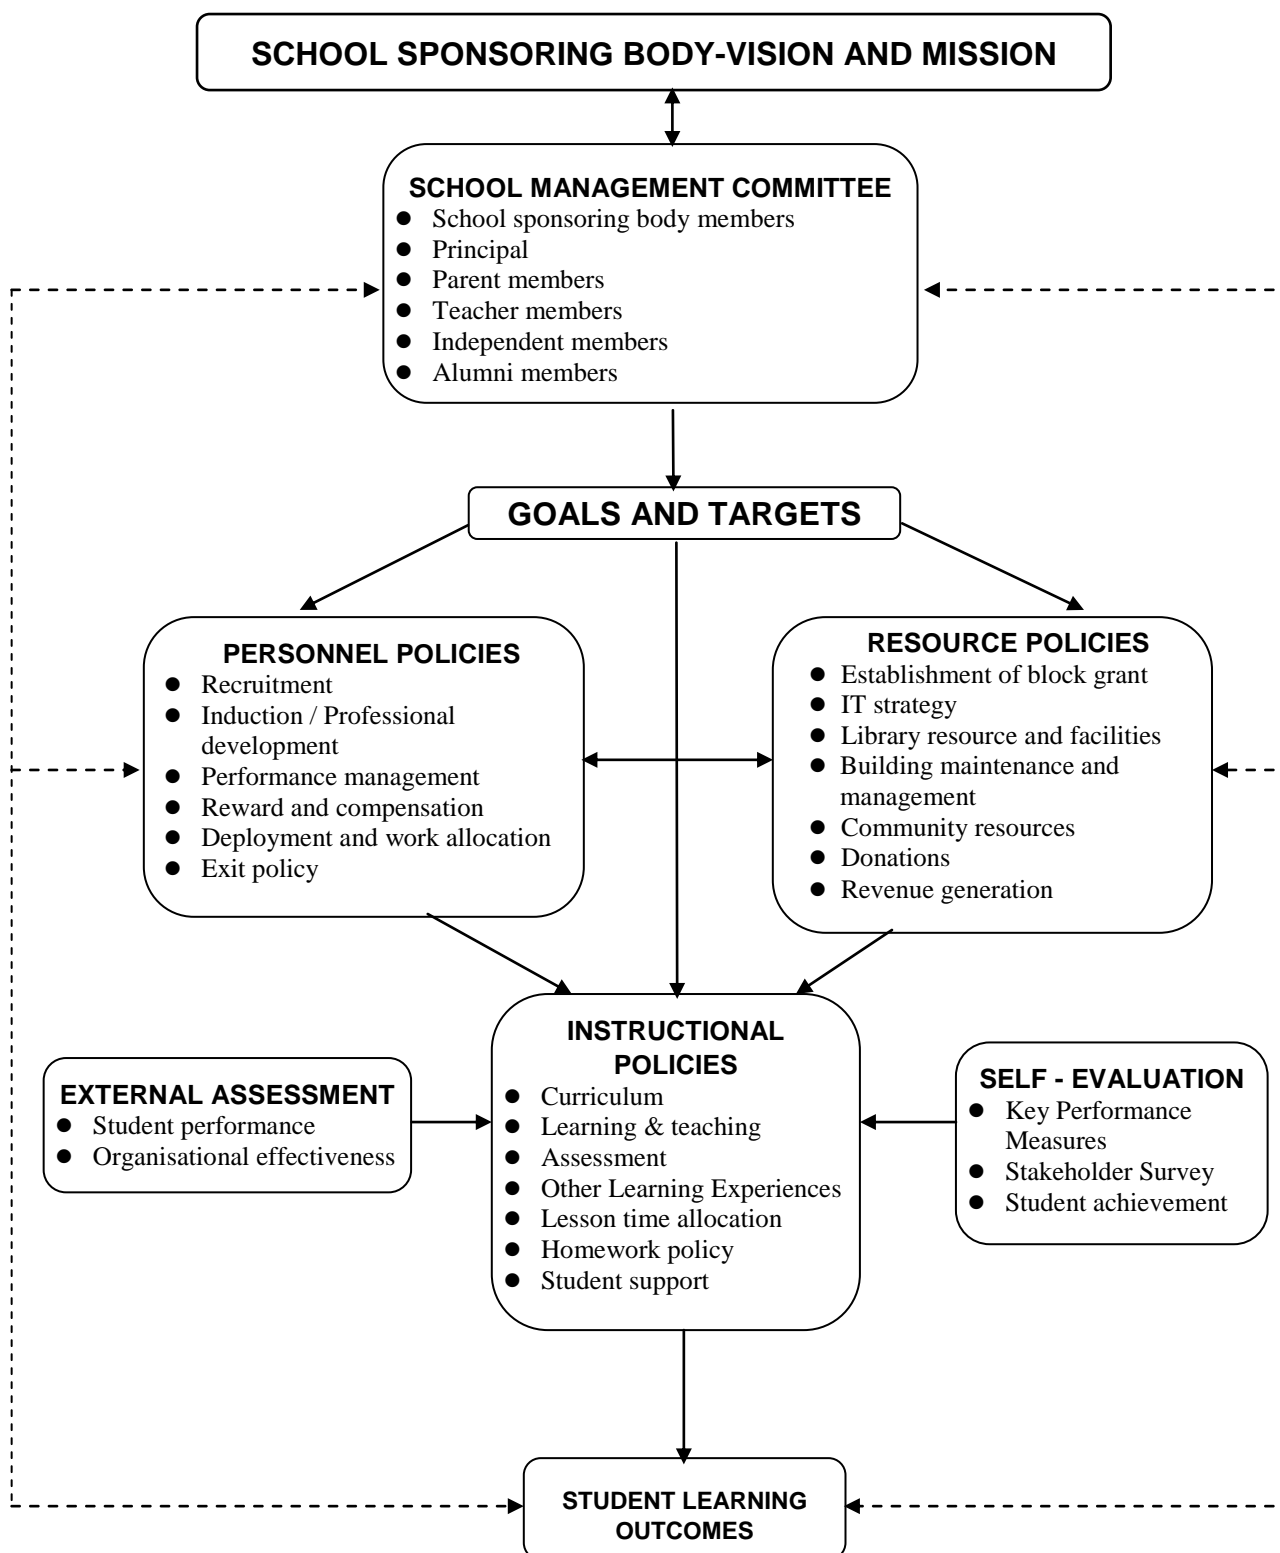 SCHOOL SPONSORING BODY-VISION AND MISSION
SCHOOL MANAGEMENT COMMITTEE
● School sponsoring body members
● Principal
● Parent members
● Teacher members
● Independent members
● Alumni members
GOALS AND TARGETS
PERSONNEL POLICIES
● Recruitment
● Induction / Professional
development
● Performance management
● Reward and compensation
● Deployment and work allocation
● Exit policy
RESOURCE POLICIES
● Establishment of block grant
● IT strategy
● Library resource and facilities
● Building maintenance and
management
● Community resources
● Donations
● Revenue generation
INSTRUCTIONAL
POLICIES
● Curriculum
● Learning & teaching
● Assessment
● Other Learning Experiences
● Lesson time allocation
● Homework policy
● Student support
EXTERNAL ASSESSMENT
● Student performance
● Organisational effectiveness
SELF - EVALUATION
● Key Performance
Measures
● Stakeholder Survey
● Student achievement
STUDENT LEARNING
OUTCOMES